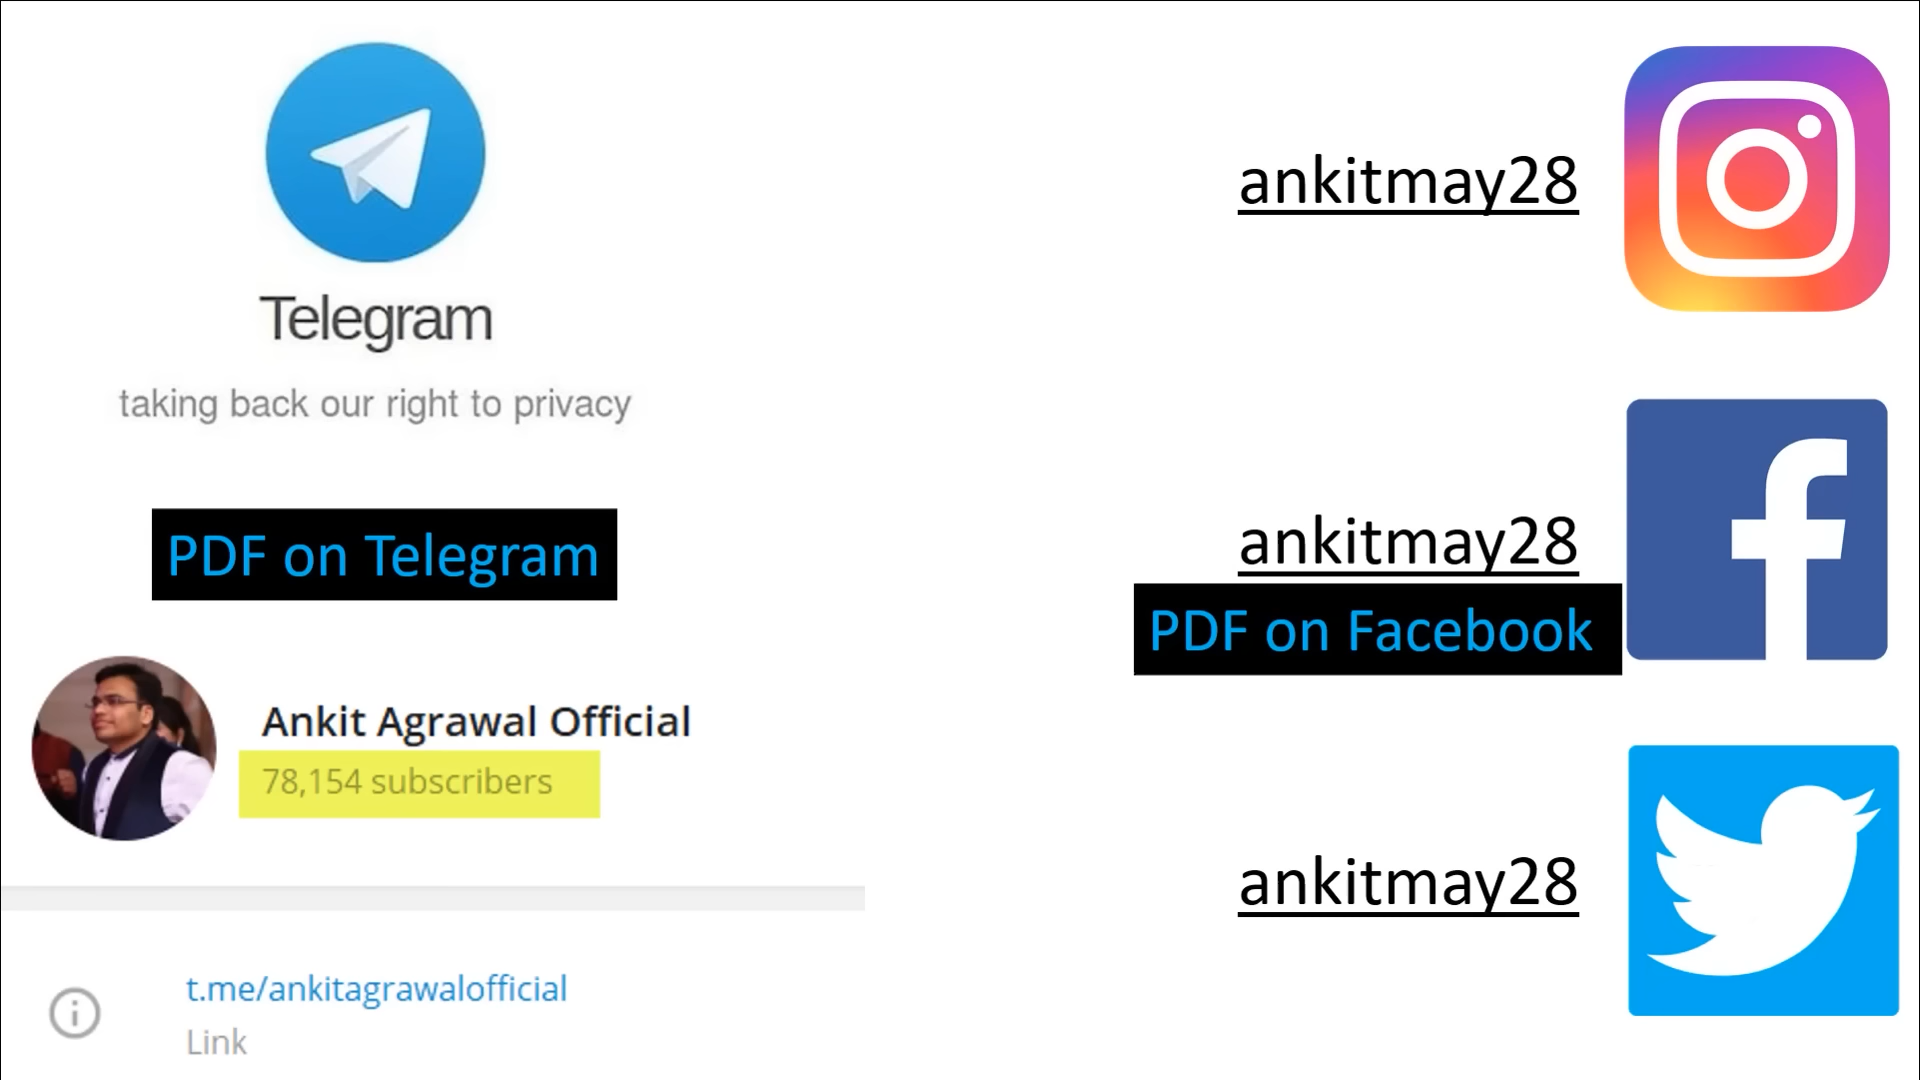 Telegram
taking back our right to privacy
PDF on Telegram
Ankit Agrawal Official
78,154 subscribers
t.me/ankitagrawalofficial
Link
ankitmay28
ankitmay28
PDF on Facebook
ankitmay28